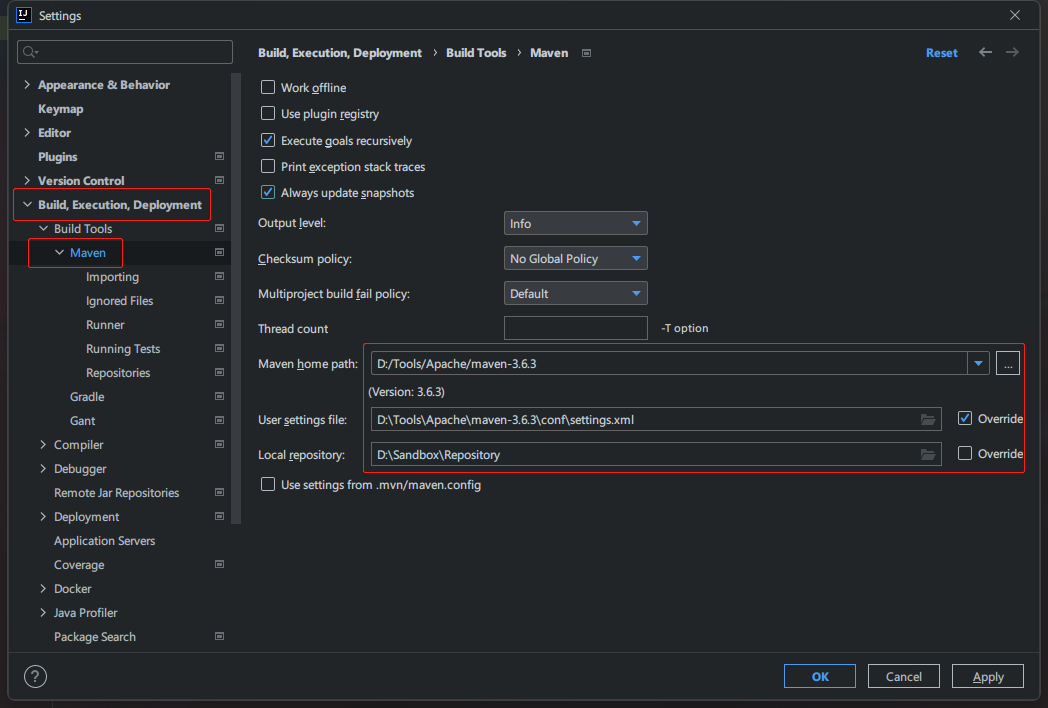 IJ Settings
Build, Execution, Deployment › Build Tools › Maven Reset
Appearance & Behavior
Keymap
Editor
Plugins
Version Control
Build, Execution, Deployment
Build Tools
Maven
Importing
Ignored Files
Runner
Running Tests
Repositories
Gradle
Gant
Compiler
Debugger
Remote Jar Repositories
Deployment
Application Servers
Coverage
Docker
Java Profiler
Package Search
Work offline
Use plugin registry
Execute goals recursively
Print exception stack traces
Always update snapshots
Output level: Info
Checksum policy: No Global Policy
Multiproject build fail policy: Default
Thread count -T option
Maven home path: D:/Tools/Apache/maven-3.6.3 ...
(Version: 3.6.3)
User settings file: D:\Tools\Apache\maven-3.6.3\conf\settings.xml Override
Local repository: D:\Sandbox\Repository Override
Use settings from .mvn/maven.config
? OK Cancel Apply